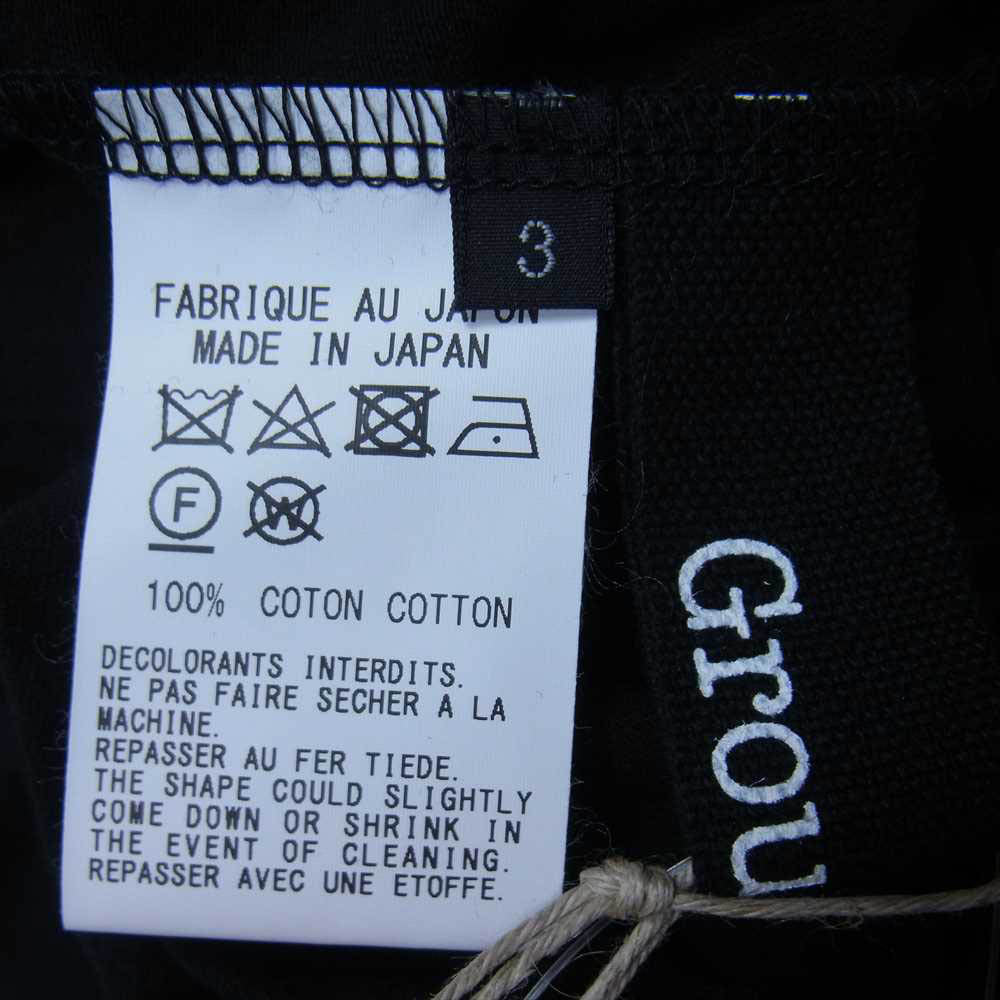 3
FABRIQUE AU JAPON
MADE IN JAPAN
F
W
100% COTON COTTON
DECOLORANTS INTERDITS.
NE PAS FAIRE SECHER A LA
MACHINE.
REPASSER AU FER TIEDE.
THE SHAPE COULD SLIGHTLY
COME DOWN OR SHRINK IN
THE EVENT OF CLEANING.
REPASSER AVEC UNE ETOFFE.
Grou